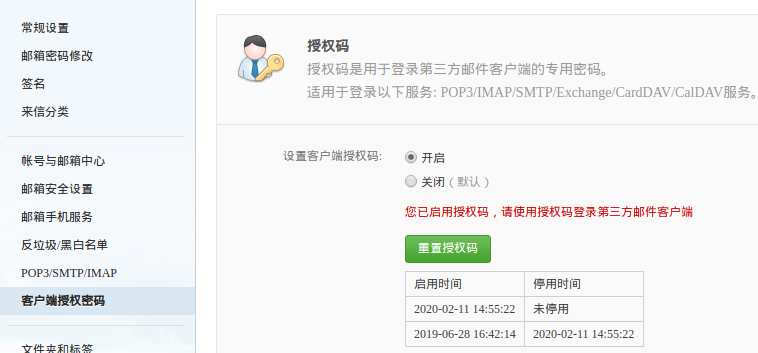 常规设置
邮箱密码修改
签名
来信分类
帐号与邮箱中心
邮箱安全设置
邮箱手机服务
反垃圾/黑白名单
POP3/SMTP/IMAP
客户端授权密码
文件夹和标签
授权码
授权码是用于登录第三方邮件客户端的专用密码。
适用于登录以下服务: POP3/IMAP/SMTP/Exchange/CardDAV/CalDAV服务。
设置客户端授权码: 开启
关闭（默认）
您已启用授权码，请使用授权码登录第三方邮件客户端
重置授权码
启用时间 停用时间
2020-02-11 14:55:22 未停用
2019-06-28 16:42:14 2020-02-11 14:55:22